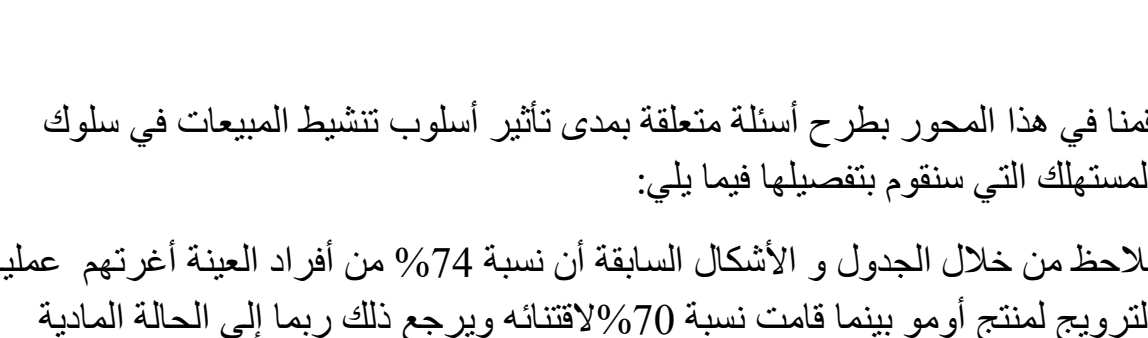 قمنا في هذا المحور بطرح أسئلة متعلقة بمدى تأثير أسلوب تنشيط المبيعات في سلوك
لمستهلك التي سنقوم بتفصيلها فيما يلي:
لاحظ من خلال الجدول و الأشكال السابقة أن نسبة 74% من أفراد العينة أغرتهم عمليـ
لترويج لمنتج أومو بينما قامت نسبة 70%لاقتنائه ويرجع ذلك ربما إلى الحالة المادية